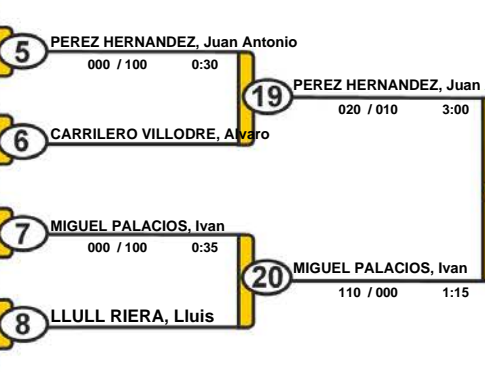 5 PEREZ HERNANDEZ, Juan Antonio
000 / 100 0:30
19 PEREZ HERNANDEZ, Juan
020 / 010 3:00
6 CARRILERO VILLODRE, Alvaro
7 MIGUEL PALACIOS, Ivan
000 / 100 0:35
20 MIGUEL PALACIOS, Ivan
110 / 000 1:15
8 LLULL RIERA, Lluis